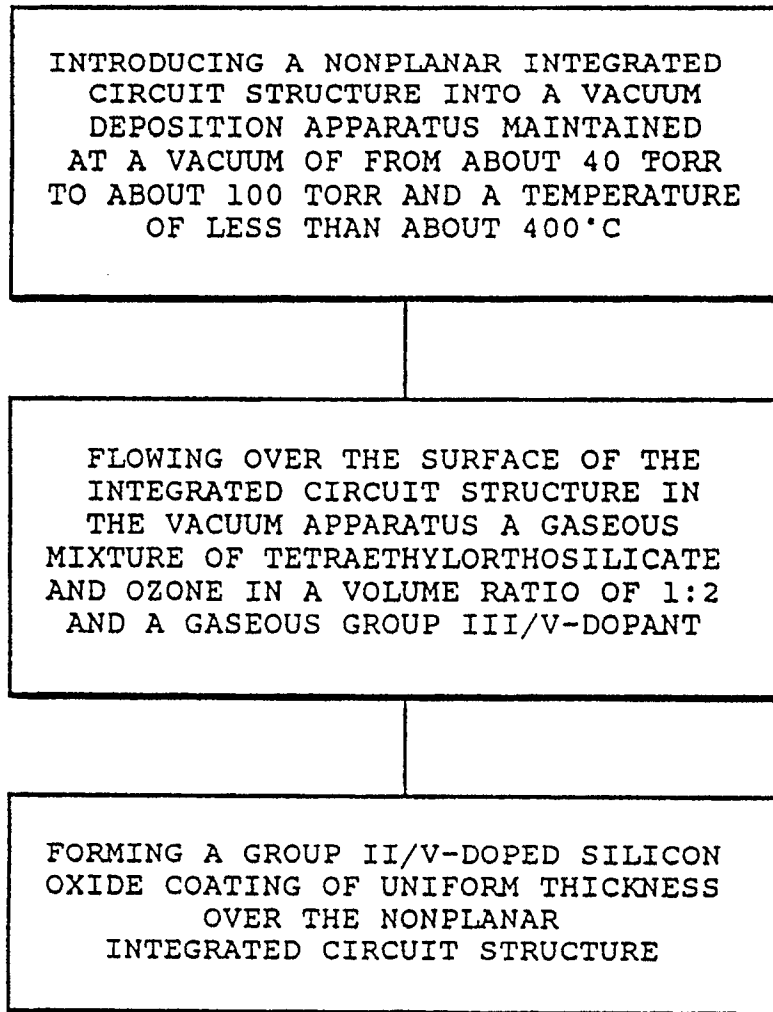 INTRODUCING A NONPLANAR INTEGRATED
CIRCUIT STRUCTURE INTO A VACUUM
DEPOSITION APPARATUS MAINTAINED
AT A VACUUM OF FROM ABOUT 40 TORR
TO ABOUT 100 TORR AND A TEMPERATURE
OF LESS THAN ABOUT 400°C
FLOWING OVER THE SURFACE OF THE
INTEGRATED CIRCUIT STRUCTURE IN
THE VACUUM APPARATUS A GASEOUS
MIXTURE OF TETRAETHYLORTHOSILICATE
AND OZONE IN A VOLUME RATIO OF 1:2
AND A GASEOUS GROUP III/V-DOPANT
FORMING A GROUP II/V-DOPED SILICON
OXIDE COATING OF UNIFORM THICKNESS
OVER THE NONPLANAR
INTEGRATED CIRCUIT STRUCTURE